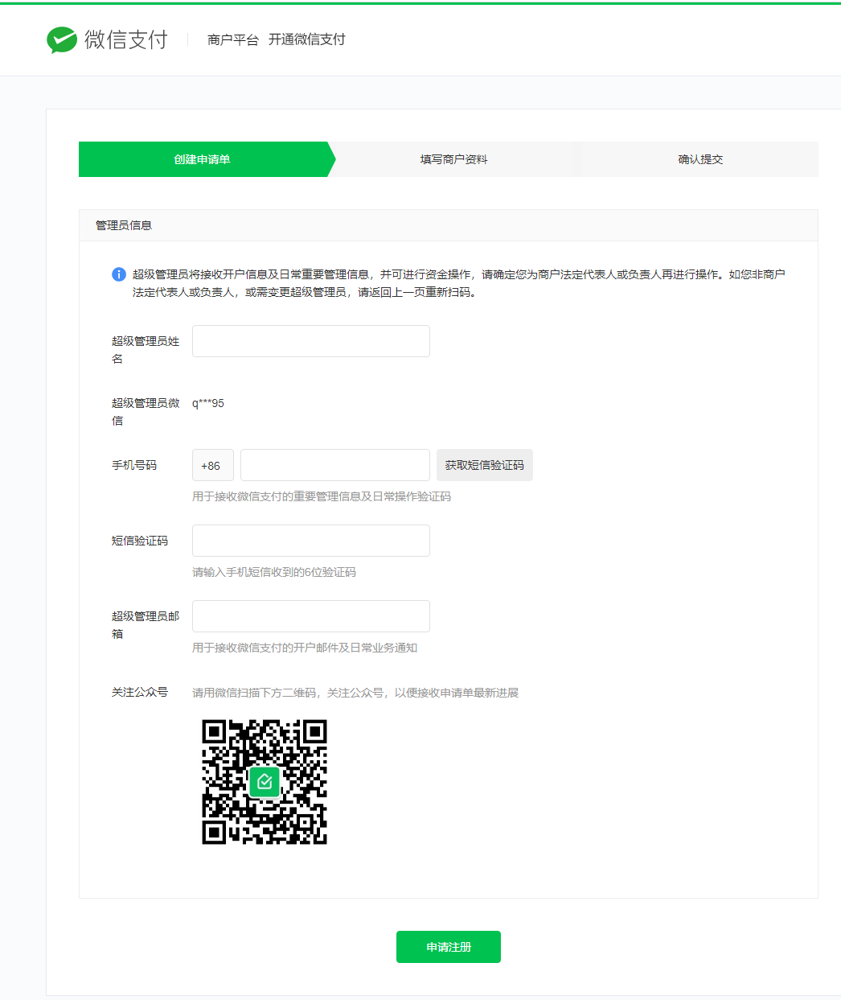 微信支付
商户平台 开通微信支付
创建申请单
填写商户资料
确认提交
管理员信息
超级管理员将接收开户信息及日常重要管理信息，并可进行资金操作，请确定您为商户法定代表人或负责人再进行操作。如您非商户
法定代表人或负责人，或需变更超级管理员，请返回上一页重新扫码。
超级管理员姓
名
超级管理员微
信
q***95
手机号码
+86
获取短信验证码
用于接收微信支付的重要管理信息及日常操作验证码
短信验证码
请输入手机短信收到的6位验证码
超级管理员邮
箱
用于接收微信支付的开户邮件及日常业务通知
关注公众号
请用微信扫描下方二维码，关注公众号，以便接收申请单最新进展
申请注册